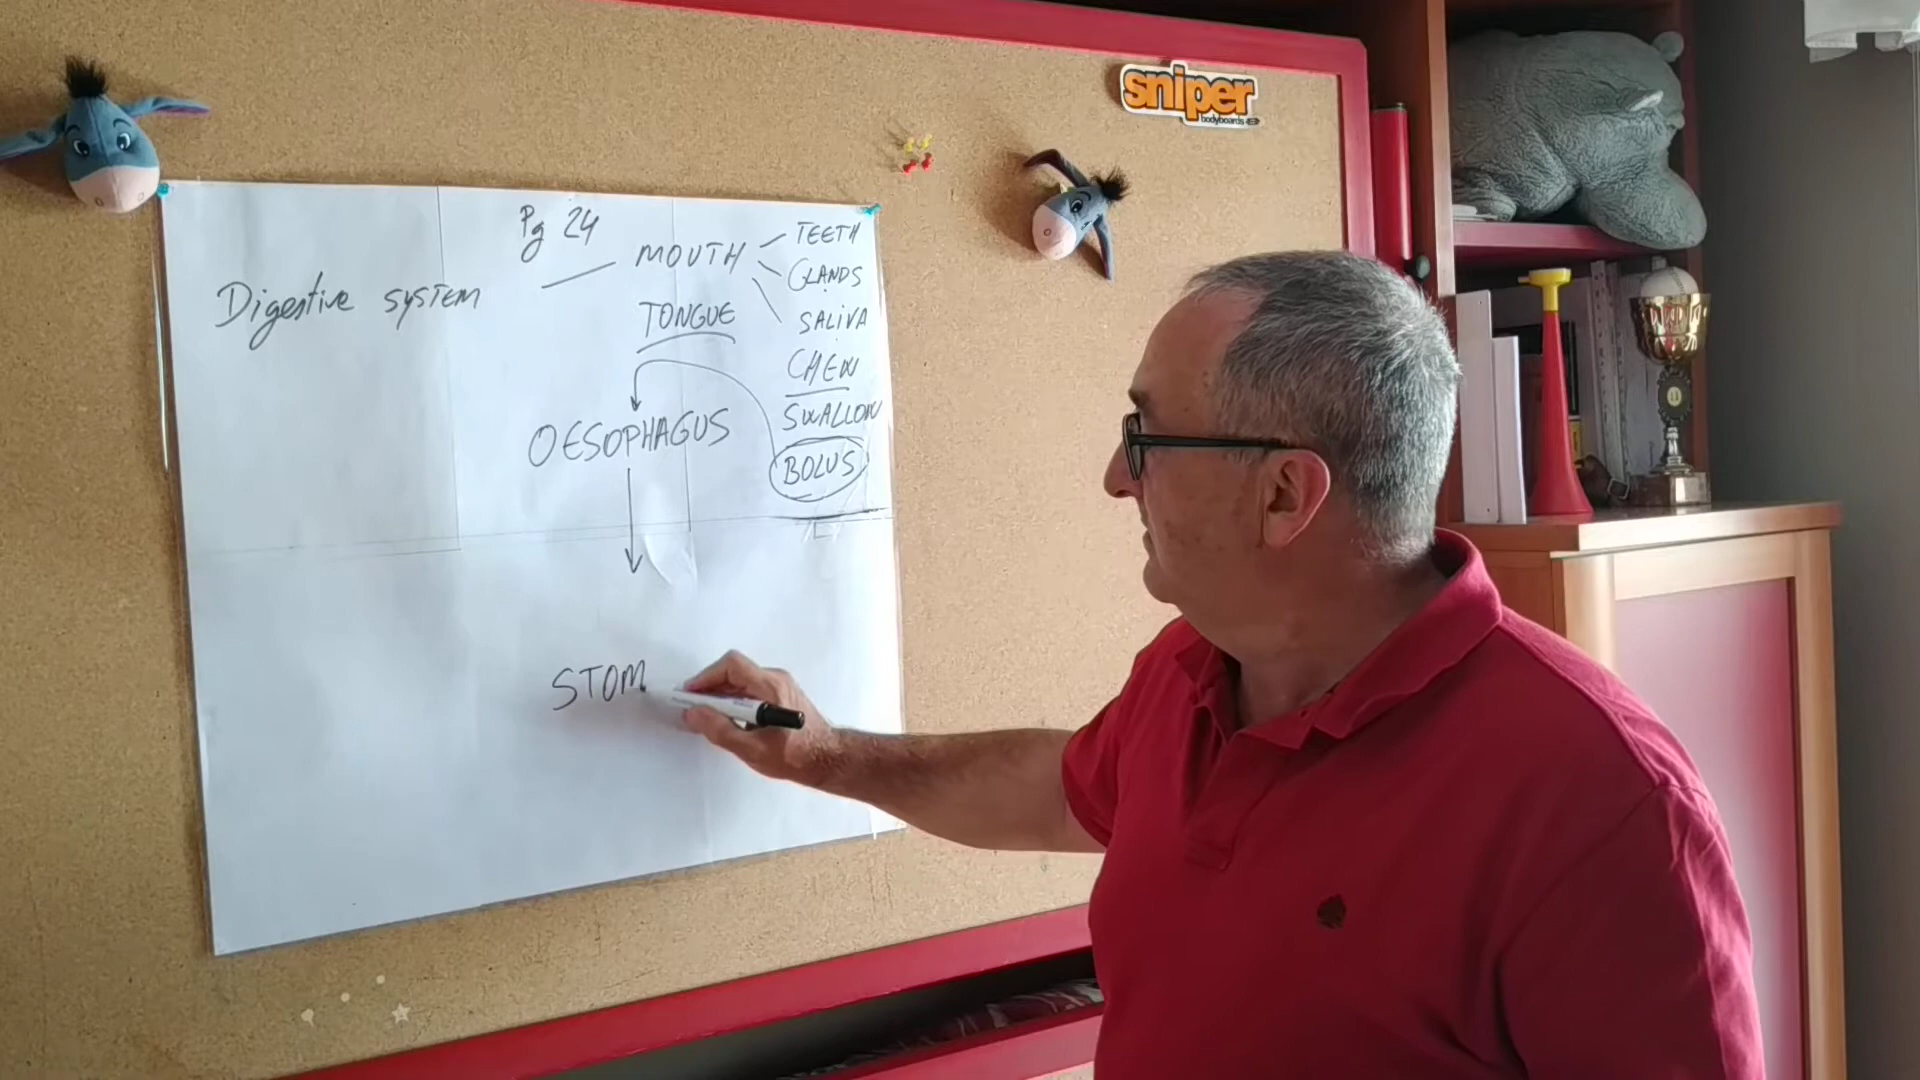 sniper
bodyboards
Pg 24
Digestive system
MOUTH
TEETH
GLANDS
SALIVA
TONGUE
CHEW
SWALLOW
BOLUS
OESOPHAGUS
STOM